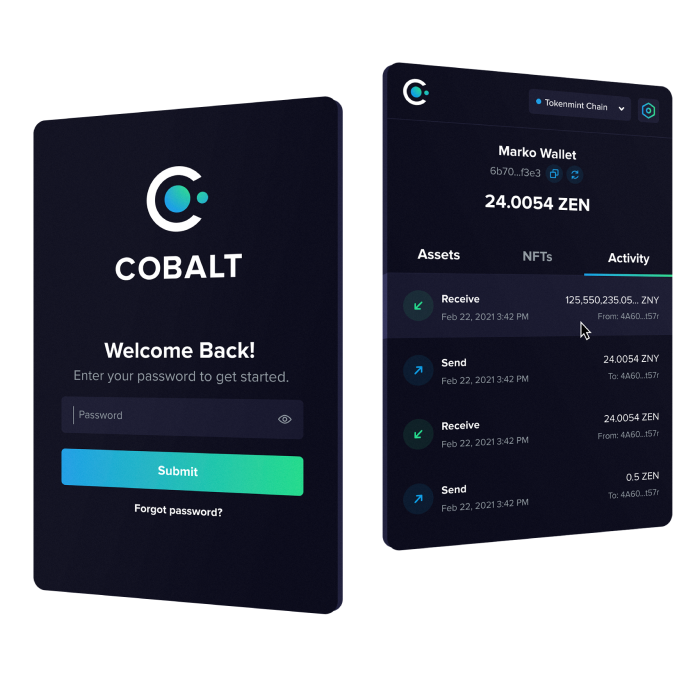 COBALT
Welcome Back!
Enter your password to get started.
Password
Submit
Forgot password?
Tokenmint Chain
Marko Wallet
6b70...f3e3
24.0054 ZEN
Assets NFTs Activity
Receive 125,550,235.05... ZNY
Feb 22, 2021 3:42 PM From: 4A60...t57r
Send 24.0054 ZNY
Feb 22, 2021 3:42 PM To: 4A60...t57r
Receive 24.0054 ZEN
Feb 22, 2021 3:42 PM From: 4A60...t57r
Send 0.5 ZEN
Feb 22, 2021 3:42 PM To: 4A60...t57r